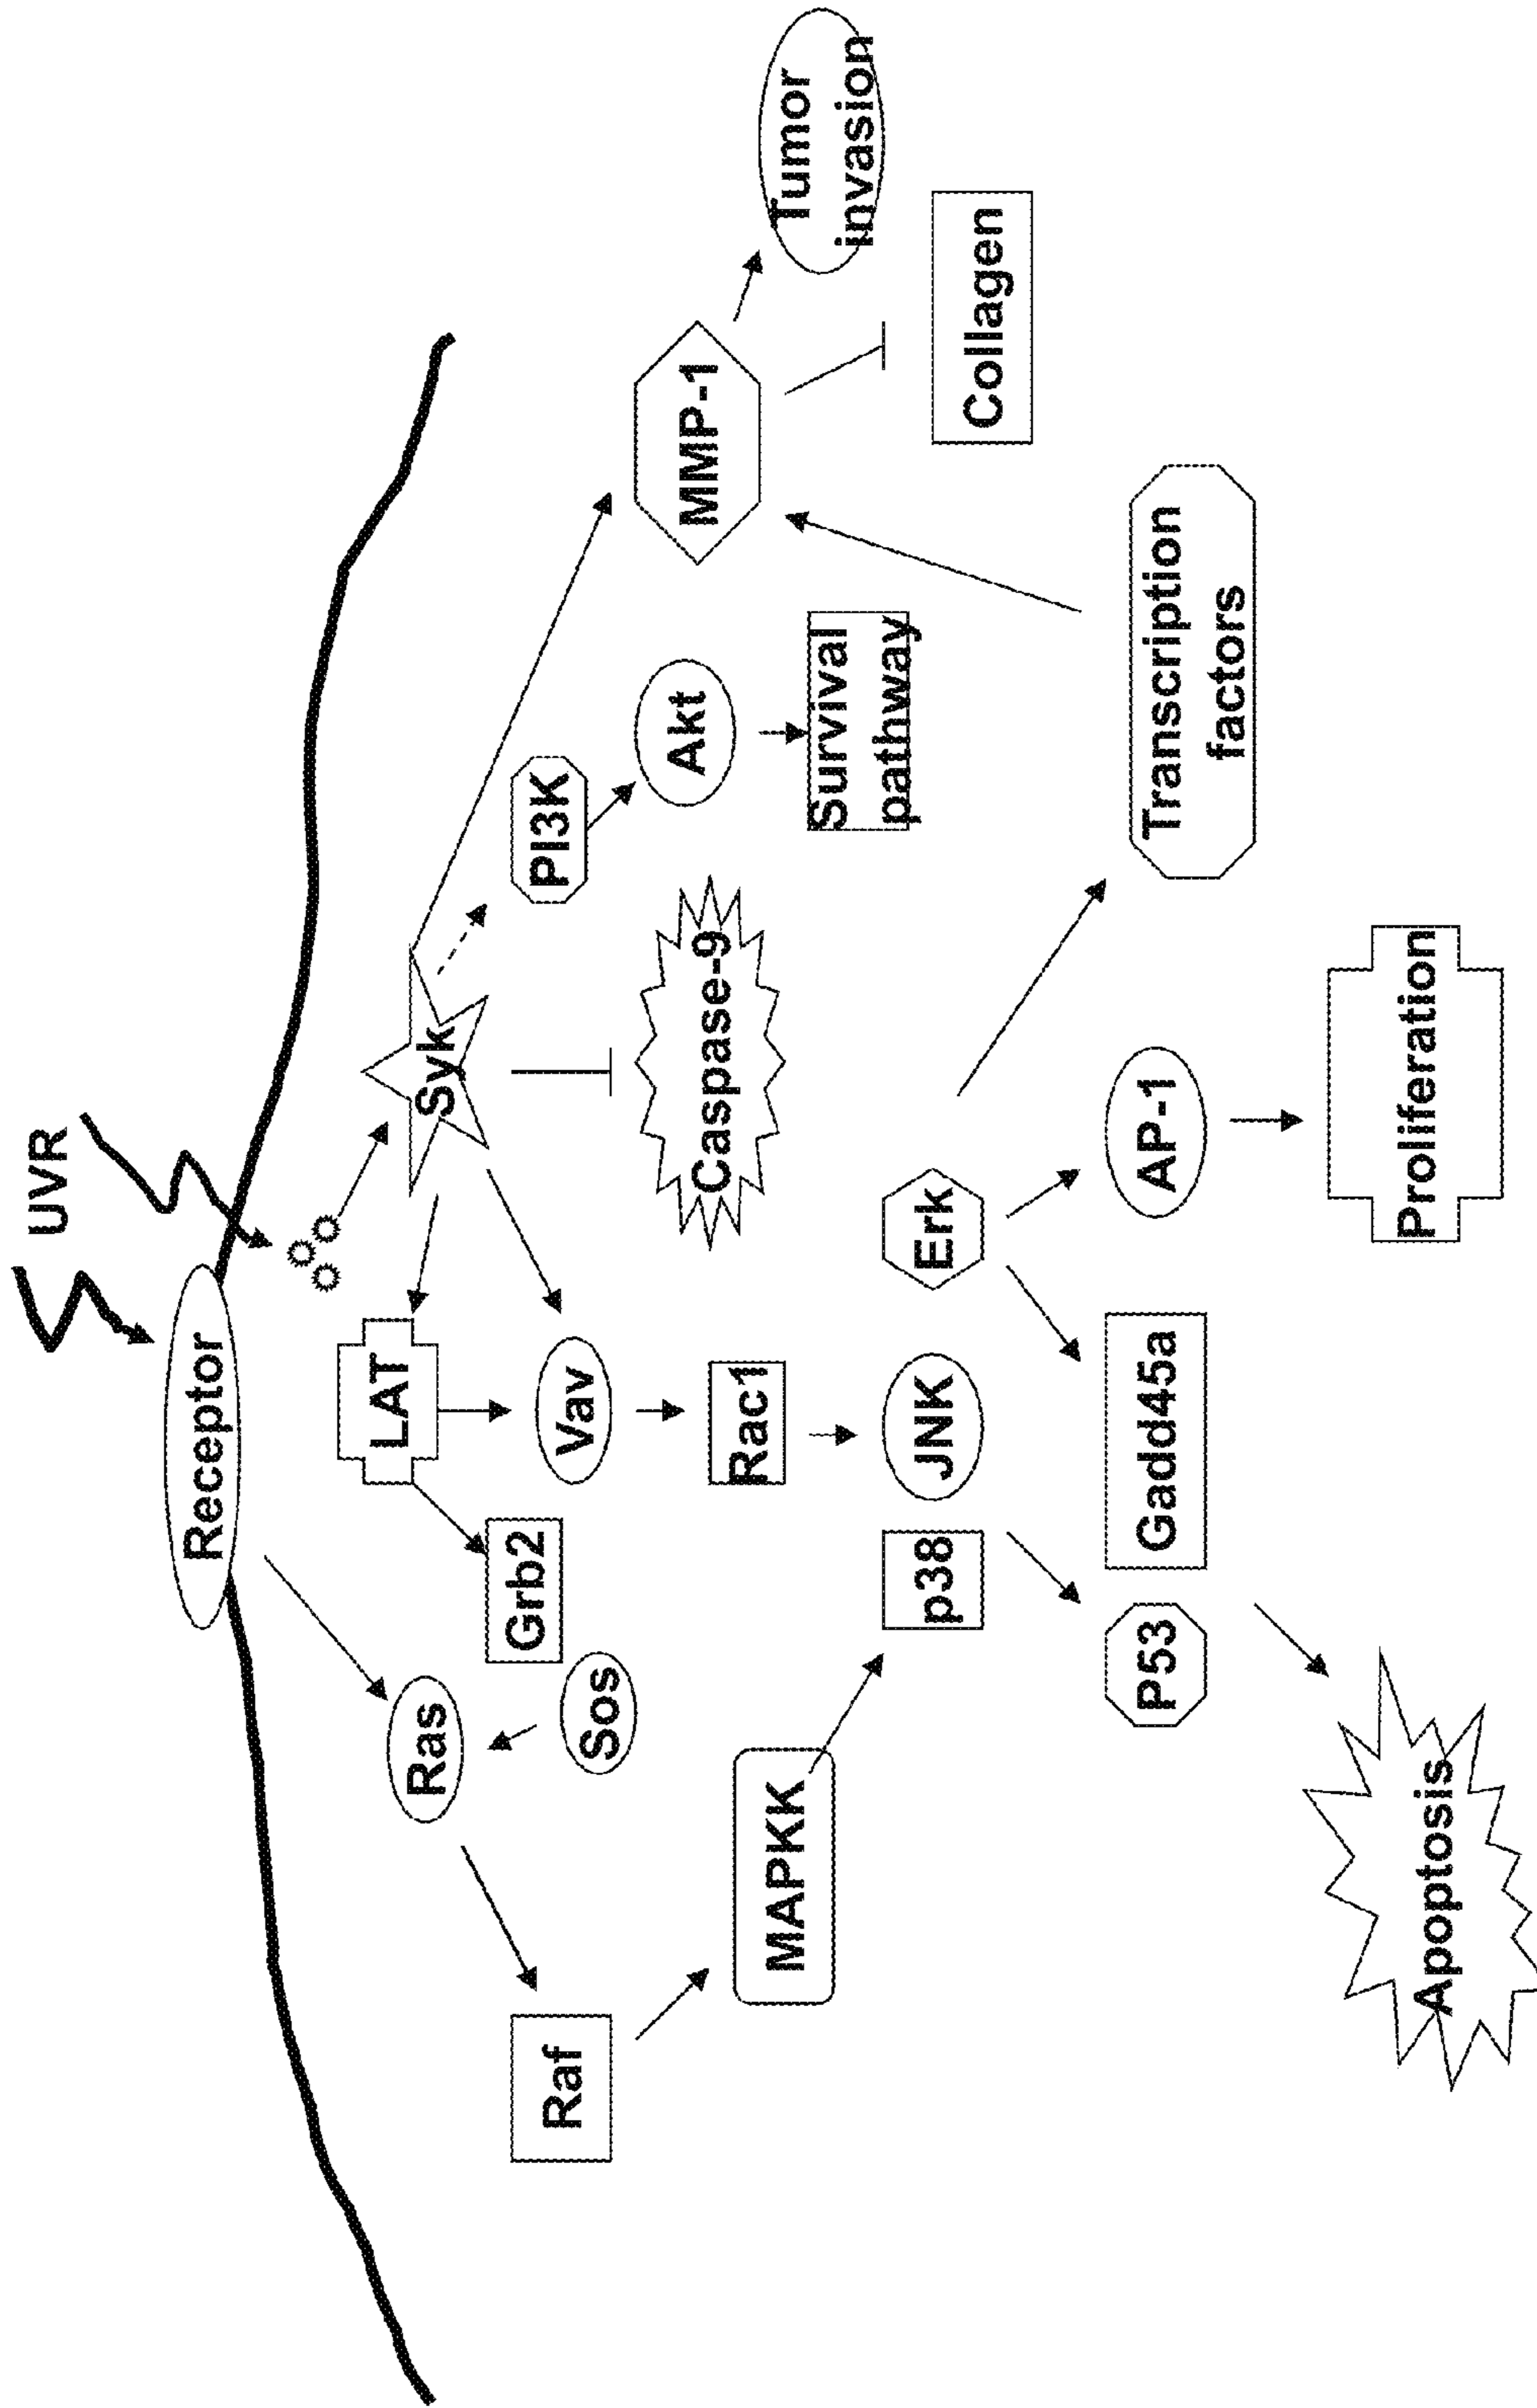 UVR
Receptor
LAT
Syk
Ras
Grb2
Sos
Vav
PI3K
Raf
MAPKK
Rac1
Caspase-9
Akt
MMP-1
Survival
pathway
Tumor
invasion
Collagen
p38
JNK
Erk
P53
Gadd45a
AP-1
Transcription
factors
Apoptosis
Proliferation